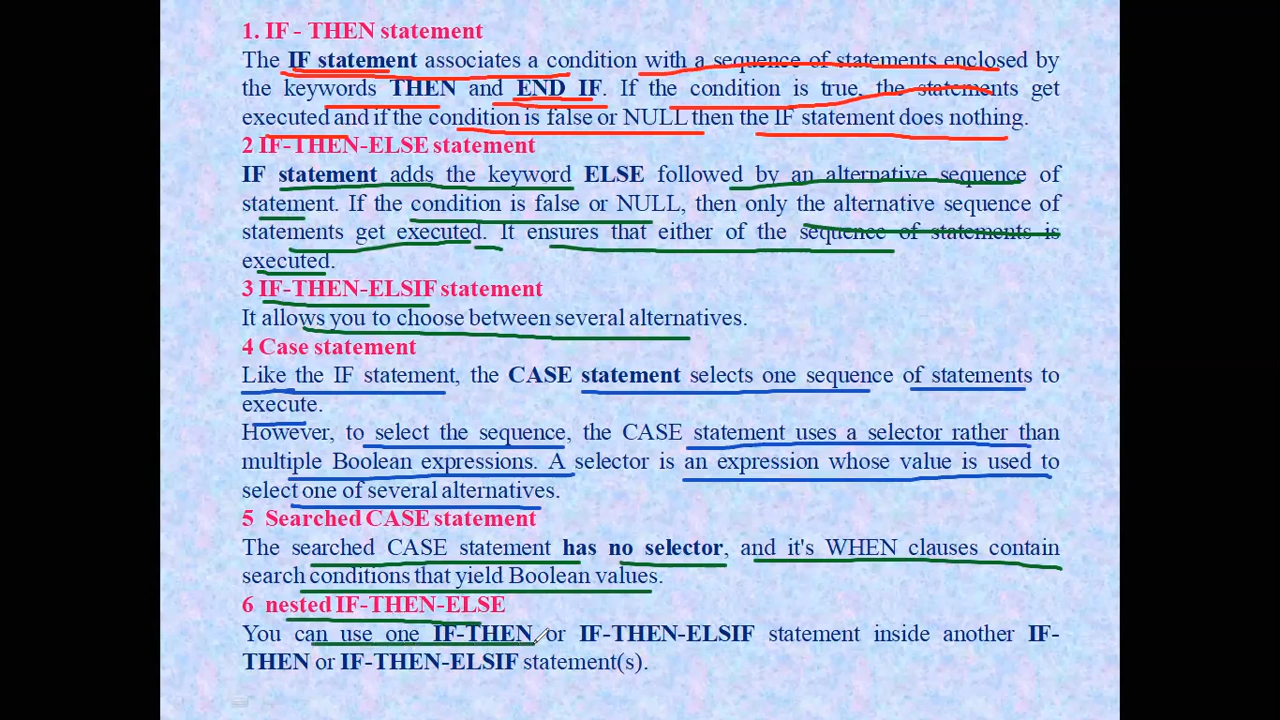 1. IF - THEN statement
The IF statement associates a condition with a sequence of statements enclosed by
the keywords THEN and END IF. If the condition is true, the statements get
executed and if the condition is false or NULL then the IF statement does nothing.
2 IF-THEN-ELSE statement
IF statement adds the keyword ELSE followed by an alternative sequence of
statement. If the condition is false or NULL, then only the alternative sequence of
statements get executed. It ensures that either of the sequence of statements is
executed.
3 IF-THEN-ELSIF statement
It allows you to choose between several alternatives.
4 Case statement
Like the IF statement, the CASE statement selects one sequence of statements to
execute.
However, to select the sequence, the CASE statement uses a selector rather than
multiple Boolean expressions. A selector is an expression whose value is used to
select one of several alternatives.
5 Searched CASE statement
The searched CASE statement has no selector, and it's WHEN clauses contain
search conditions that yield Boolean values.
6 nested IF-THEN-ELSE
You can use one IF-THEN or IF-THEN-ELSIF statement inside another IF-
THEN or IF-THEN-ELSIF statement(s).